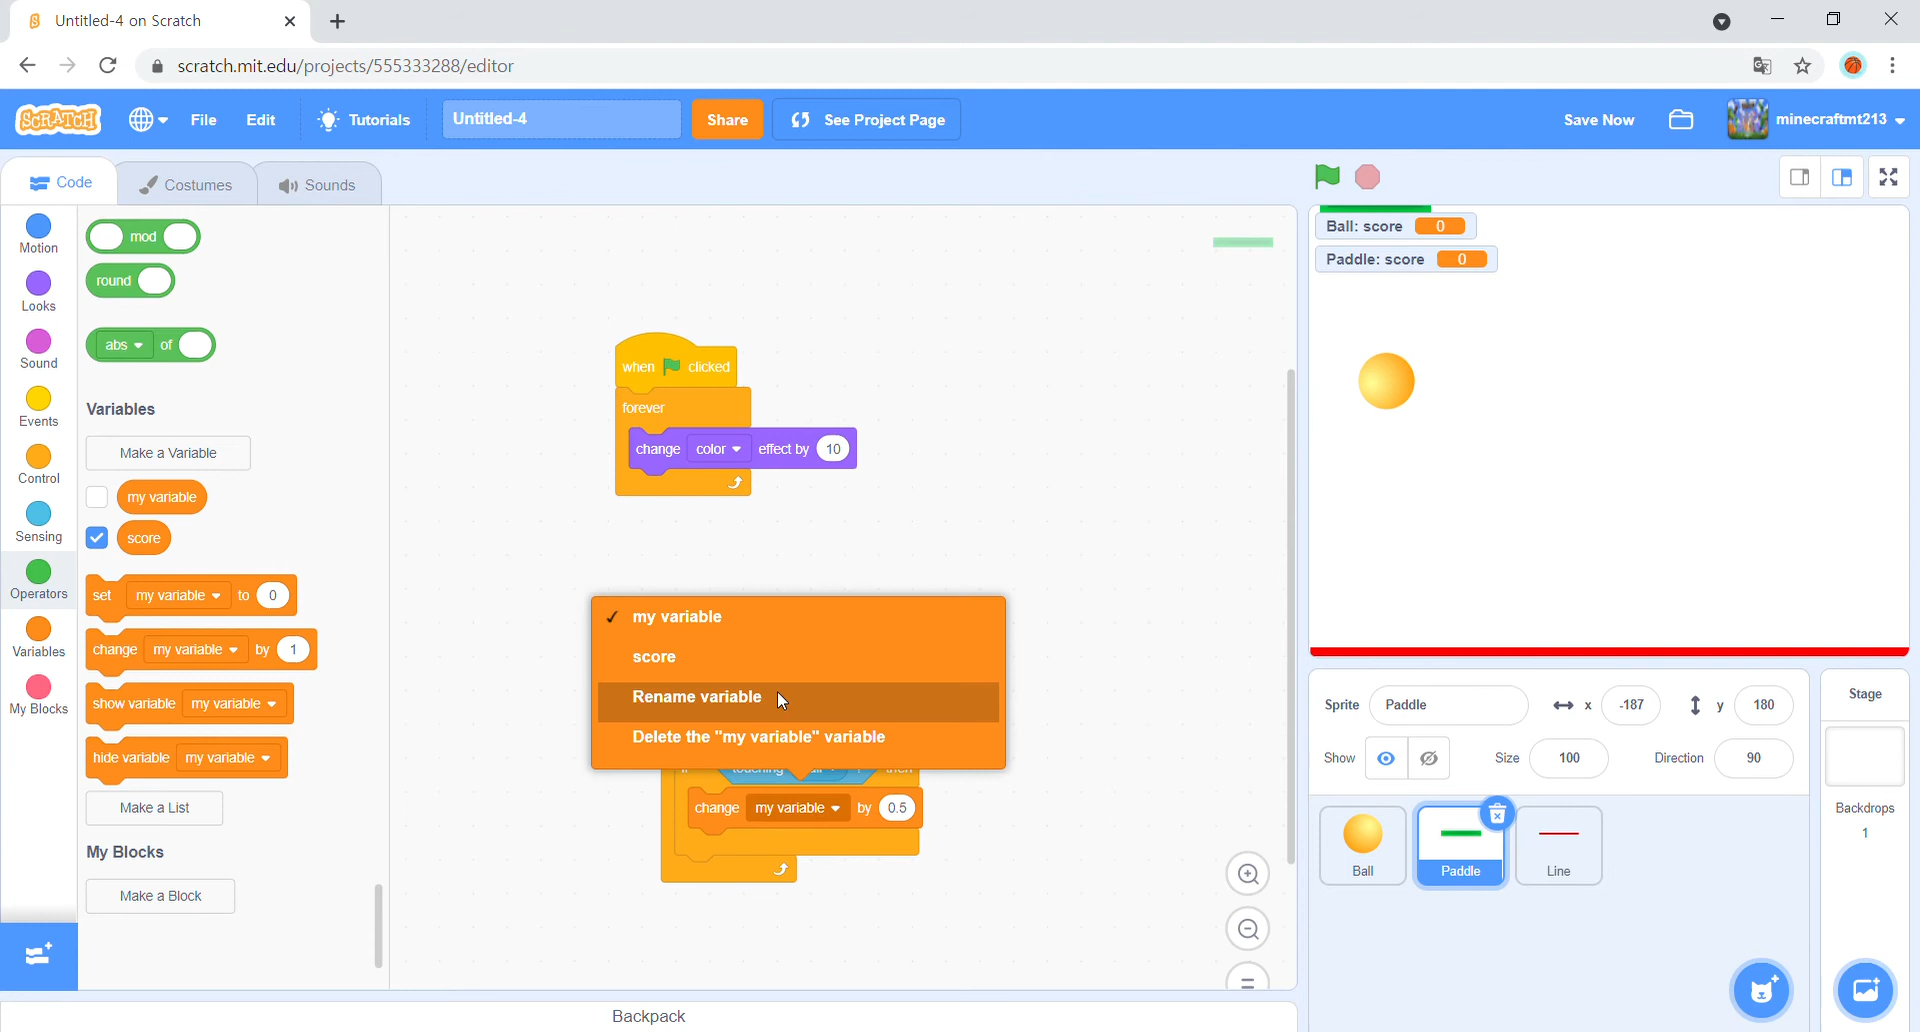 Untitled-4 on Scratch
scratch.mit.edu/projects/555333288/editor
SCRATCH
File
Edit
Tutorials
Untitled-4
Share
See Project Page
Save Now
minecraftmt213
Code
Costumes
Sounds
Motion
Looks
Sound
Events
Control
Sensing
Operators
Variables
My Blocks
mod
round
abs of
Variables
Make a Variable
my variable
score
set my variable to 0
change my variable by 1
show variable my variable
hide variable my variable
Make a List
My Blocks
Make a Block
when clicked
forever
change color effect by 10
my variable
score
Rename variable
Delete the "my variable" variable
touching then
change my variable by 0.5
Backpack
Ball: score 0
Paddle: score 0
Sprite Paddle x -187 y 180
Show Size 100 Direction 90
Ball
Paddle
Line
Stage
Backdrops
1